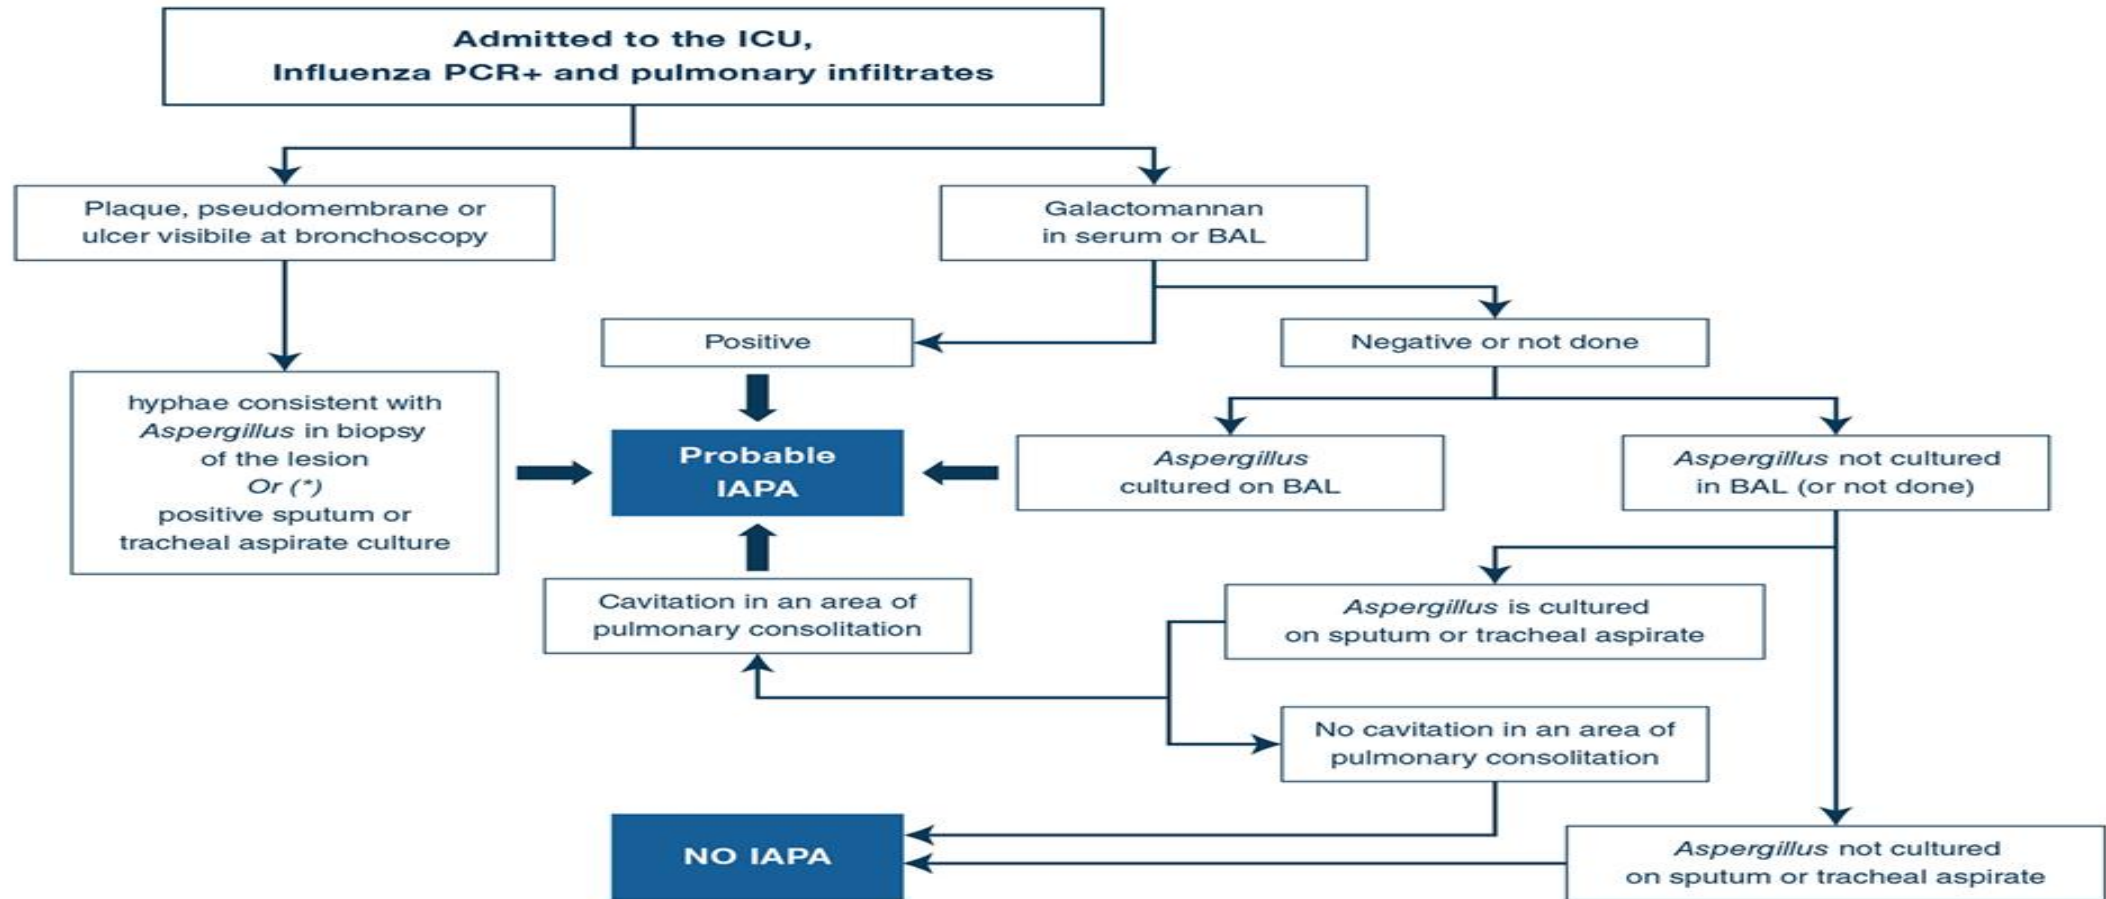 Admitted to the ICU,
Influenza PCR+ and pulmonary infiltrates
Plaque, pseudomembrane or
ulcer visibile at bronchoscopy
Galactomannan
in serum or BAL
Positive
Negative or not done
hyphae consistent with
Aspergillus in biopsy
of the lesion
Or (*)
positive sputum or
tracheal aspirate culture
Probable
IAPA
Aspergillus
cultured on BAL
Aspergillus not cultured
in BAL (or not done)
Cavitation in an area of
pulmonary consolitation
Aspergillus is cultured
on sputum or tracheal aspirate
No cavitation in an area of
pulmonary consolitation
NO IAPA
Aspergillus not cultured
on sputum or tracheal aspirate